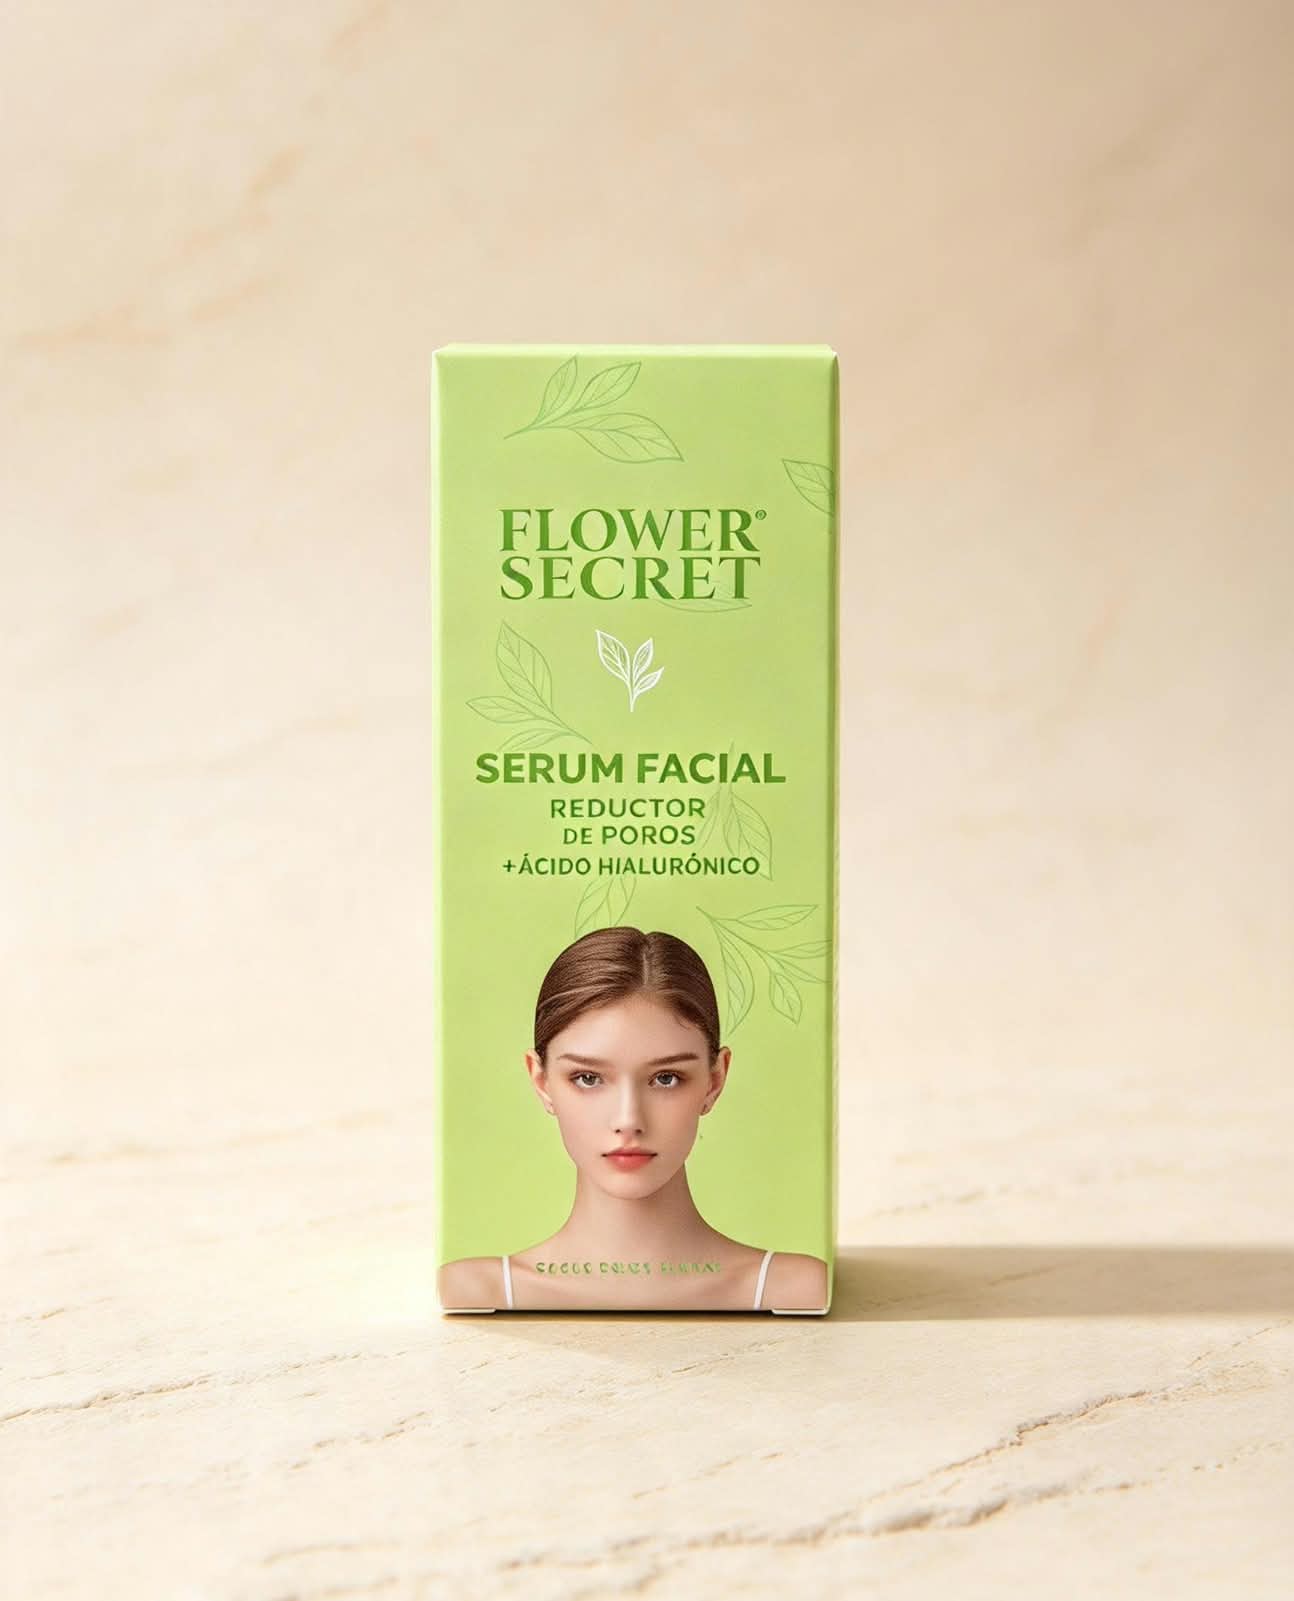 FLOWER®
SECRET
SERUM FACIAL
REDUCTOR
DE POROS
+ÁCIDO HIALURÓNICO